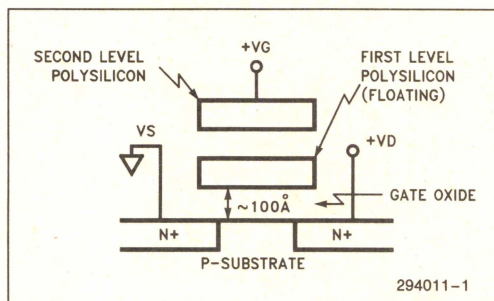 +VG
SECOND LEVEL
POLYSILICON
FIRST LEVEL
POLYSILICON
(FLOATING)
VS
+VD
~100Å
GATE OXIDE
N+
N+
P-SUBSTRATE
294011-1